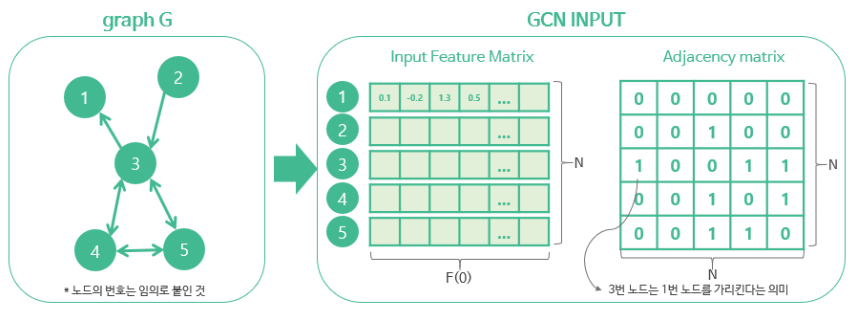 graph G
GCN INPUT
1
2
3
4
5
* 노드의 번호는 임의로 붙인 것
Input Feature Matrix
1 0.1 -0.2 1.3 0.5 ...
2 ...
3 ...
4 ...
5 ...
N
F(0)
Adjacency matrix
0 0 0 0 0
0 0 1 0 0
1 0 0 1 1
0 0 1 0 1
0 0 1 1 0
N
N
3번 노드는 1번 노드를 가리킨다는 의미